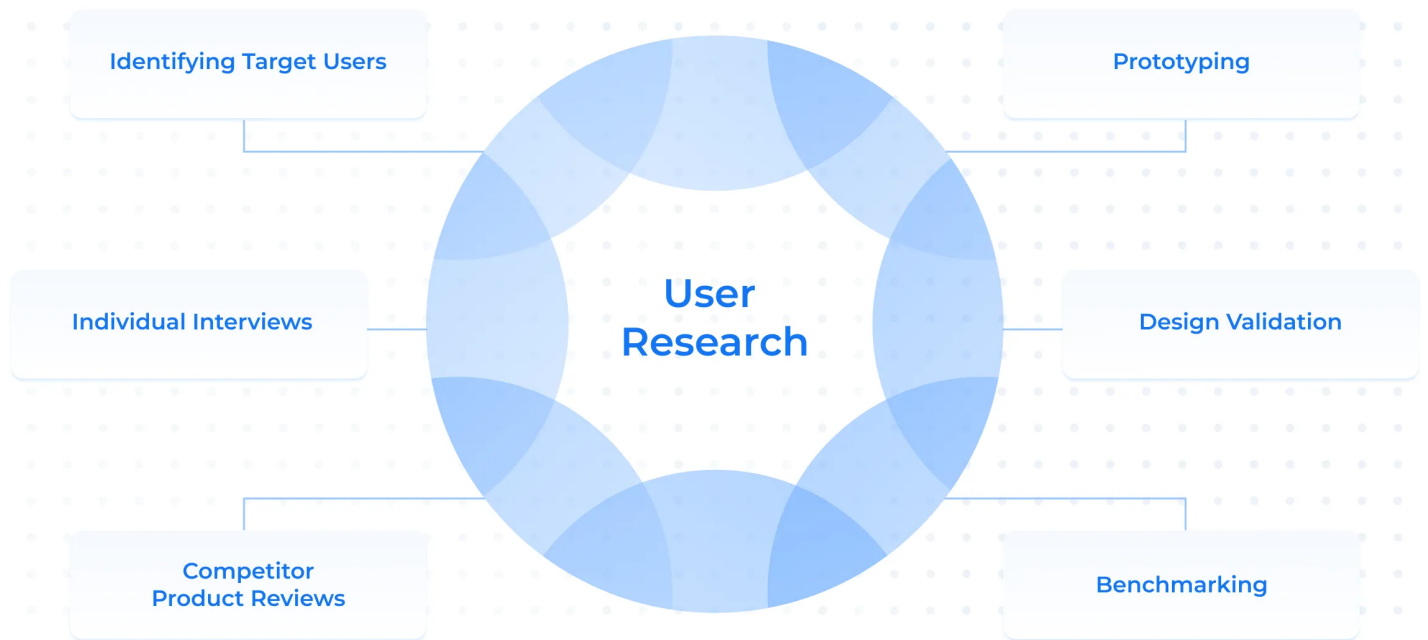 Identifying Target Users
Prototyping
User
Research
Individual Interviews
Design Validation
Competitor
Product Reviews
Benchmarking